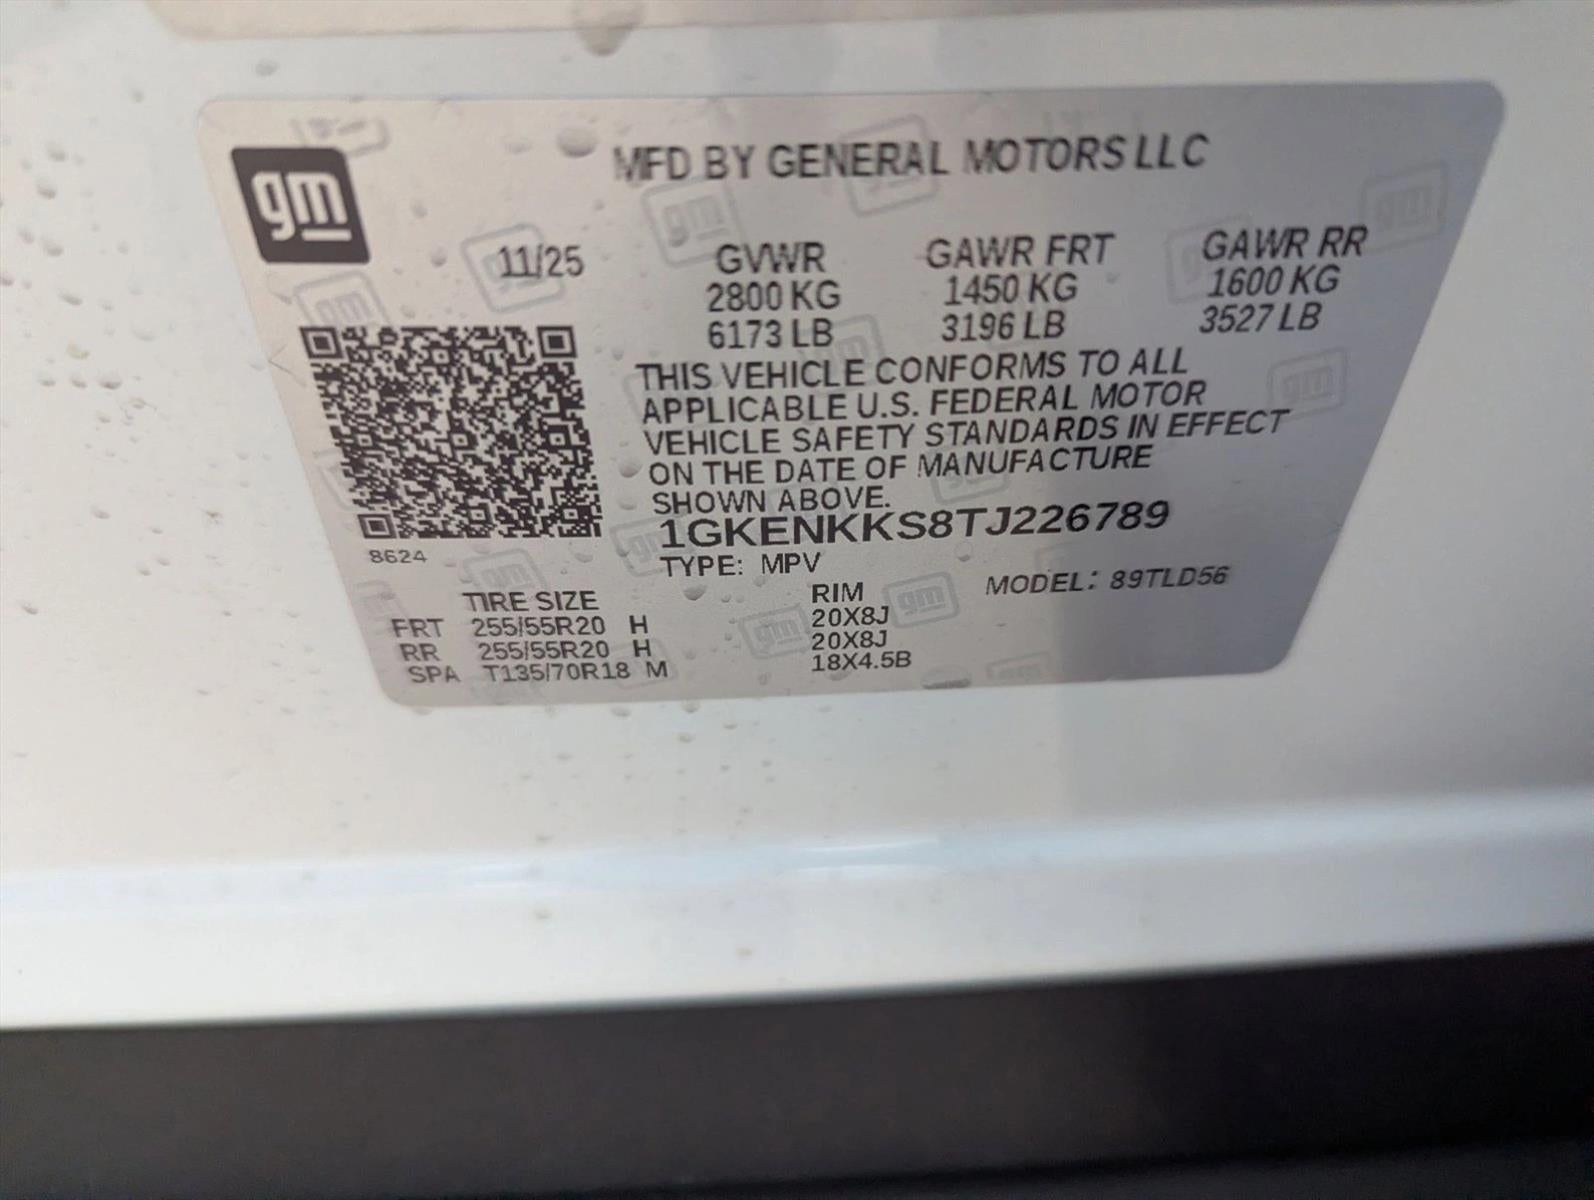 gm
MFD BY GENERAL MOTORS LLC
11/25 GVWR GAWR FRT GAWR RR
2800 KG 1450 KG 1600 KG
6173 LB 3196 LB 3527 LB
THIS VEHICLE CONFORMS TO ALL
APPLICABLE U.S. FEDERAL MOTOR
VEHICLE SAFETY STANDARDS IN EFFECT
ON THE DATE OF MANUFACTURE
SHOWN ABOVE.
1GKENKKS8TJ226789
8624
TYPE: MPV MODEL: 89TLD56
TIRE SIZE RIM
FRT 255/55R20 H 20X8J
RR 255/55R20 H 20X8J
SPA T135/70R18 M 18X4.5B